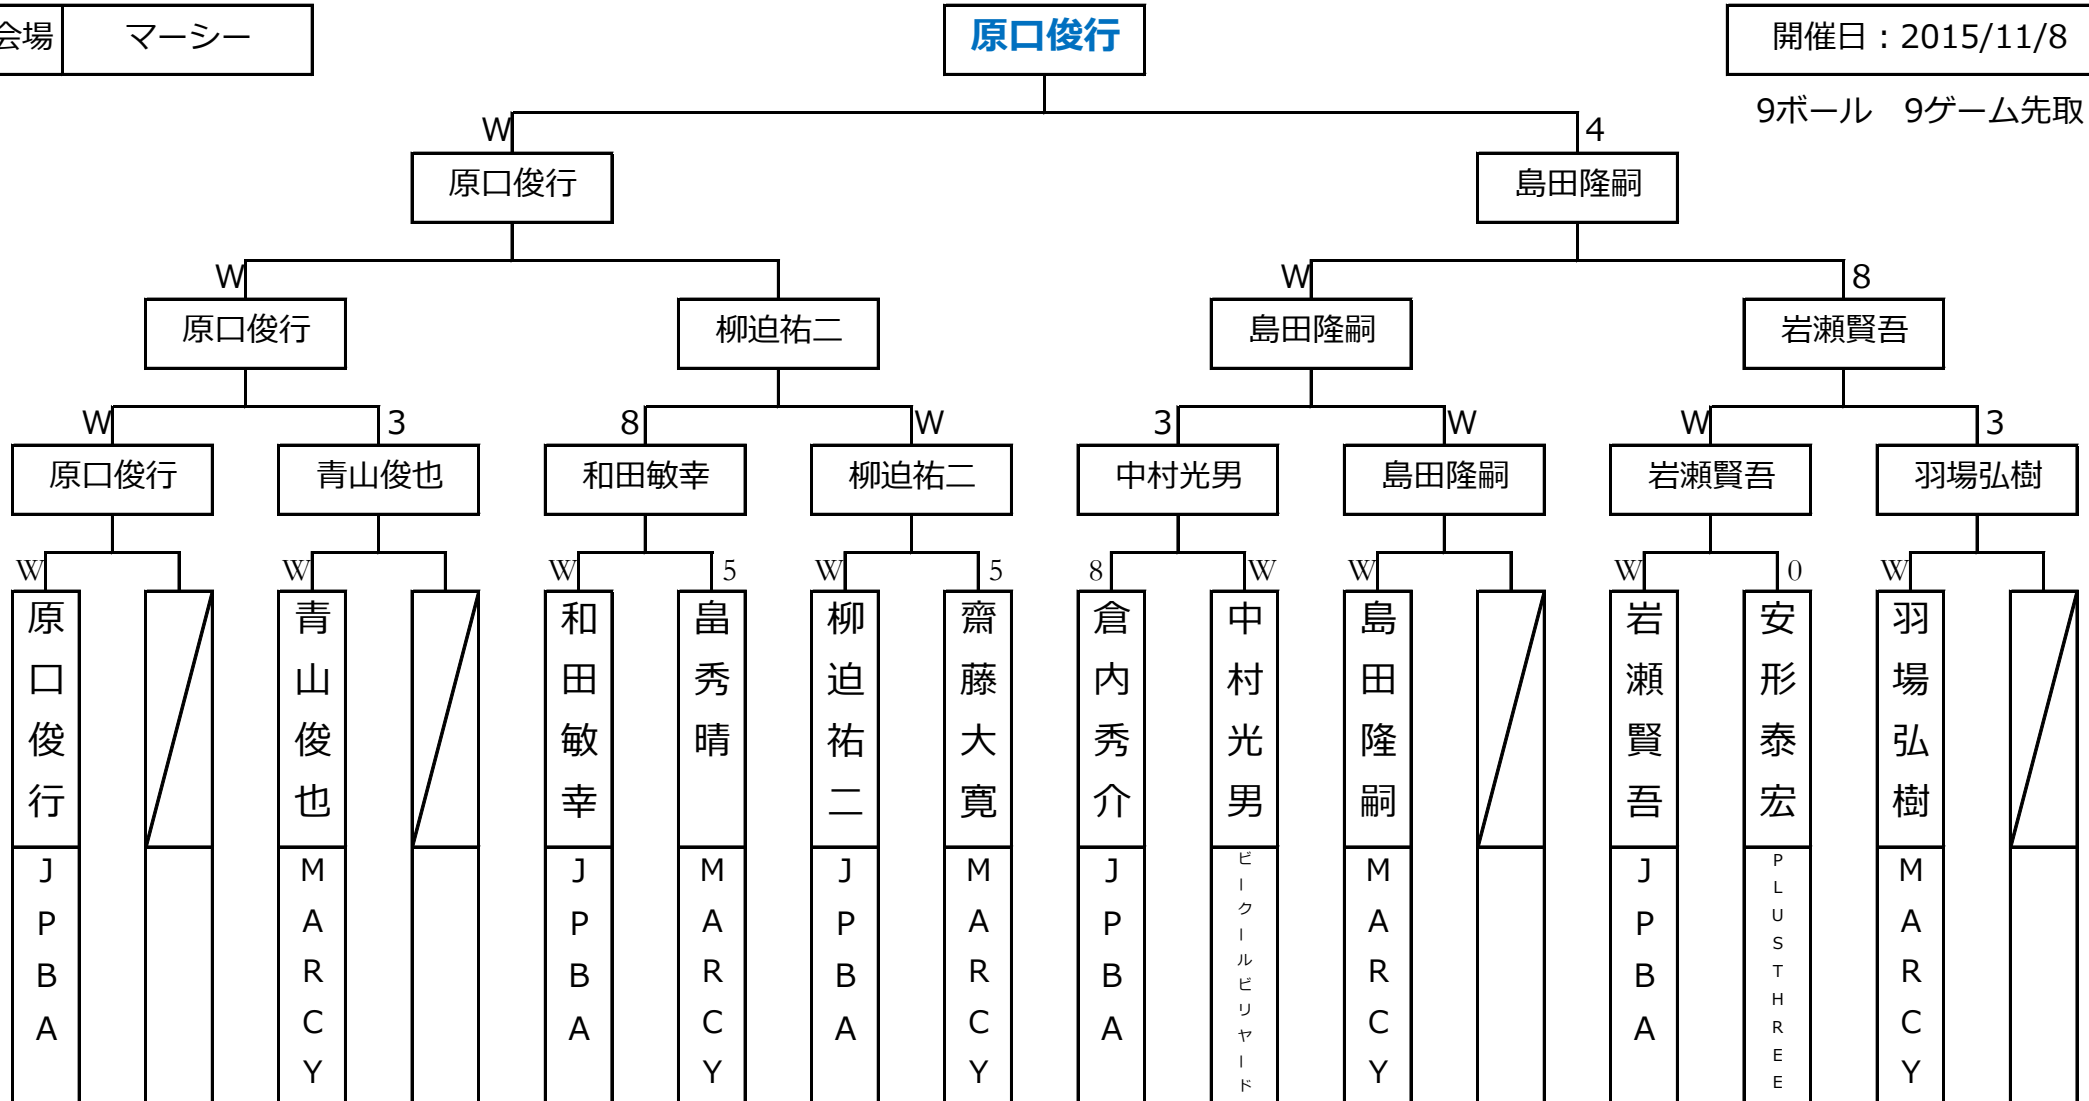 会場 マーシー
原口俊行
開催日：2015/11/8
9ボール 9ゲーム先取
W 4
原口俊行 島田隆嗣
W W 8
原口俊行 柳迫祐二 島田隆嗣 岩瀬賢吾
W 3 8 W 3 W W 3
原口俊行 青山俊也 和田敏幸 柳迫祐二 中村光男 島田隆嗣 岩瀬賢吾 羽場弘樹
W W W 5 W 5 8 W W W 0 W
原口俊行 青山俊也 和田敏幸 畠秀晴 柳迫祐二 齋藤大寛 倉内秀介 中村光男 島田隆嗣 岩瀬賢吾 安形泰宏 羽場弘樹
JPBA MARCY JPBA MARCY JPBA MARCY JPBA ビークールビリヤード MARCY JPBA PLUSTHREE MARCY